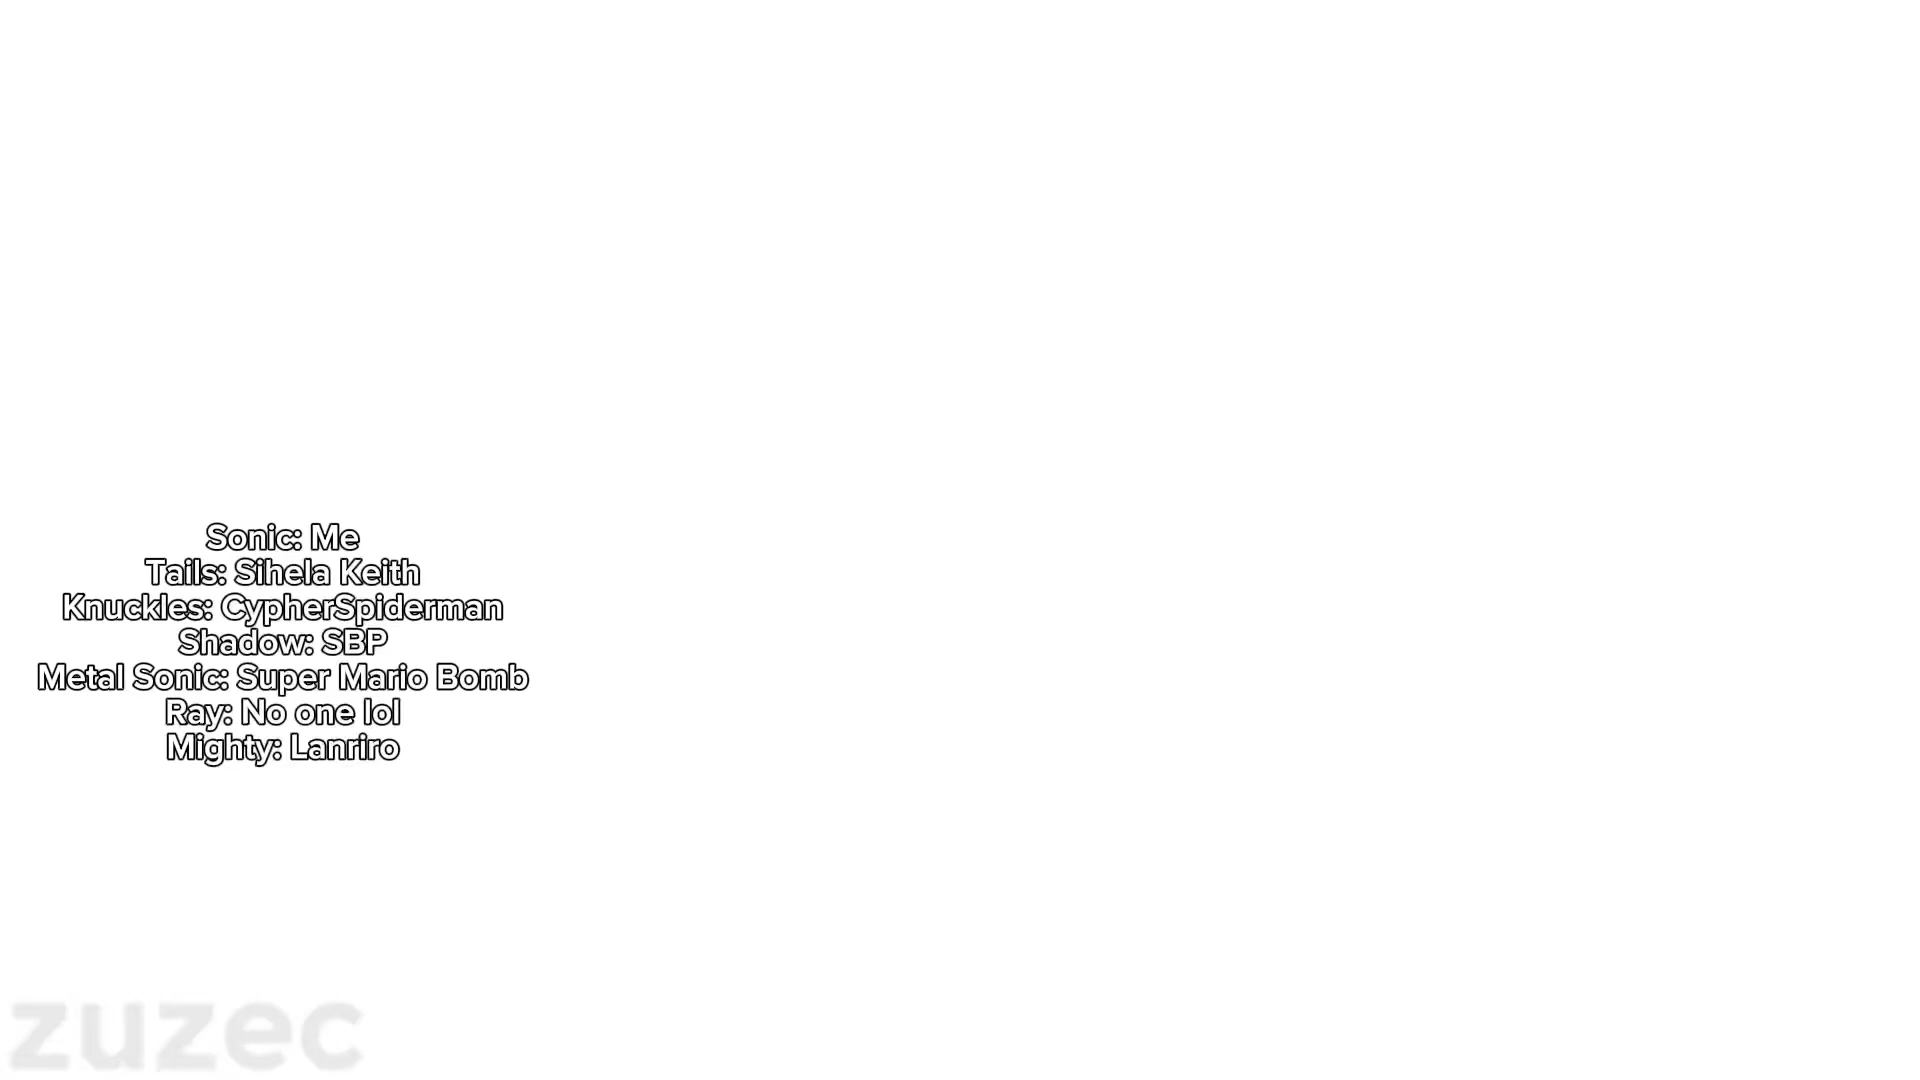 Sonic: Me
Tails: Sihela Keith
Knuckles: CypherSpiderman
Shadow: SBP
Metal Sonic: Super Mario Bomb
Ray: No one lol
Mighty: Lanriro
zuzec